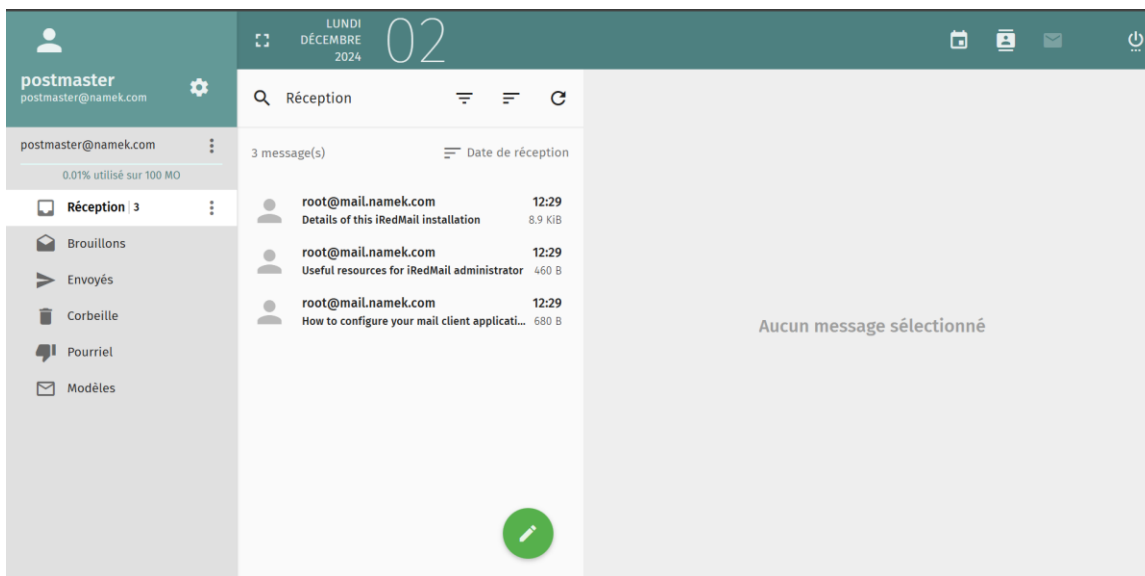 postmaster
postmaster@namek.com
LUNDI
DÉCEMBRE
2024
02
postmaster@namek.com
0.01% utilisé sur 100 MO
Réception | 3
Brouillons
Envoyés
Corbeille
Pourriel
Modèles
Réception
3 message(s) Date de réception
root@mail.namek.com 12:29
Details of this iRedMail installation 8.9 KiB
root@mail.namek.com 12:29
Useful resources for iRedMail administrator 460 B
root@mail.namek.com 12:29
How to configure your mail client applicati... 680 B
Aucun message sélectionné